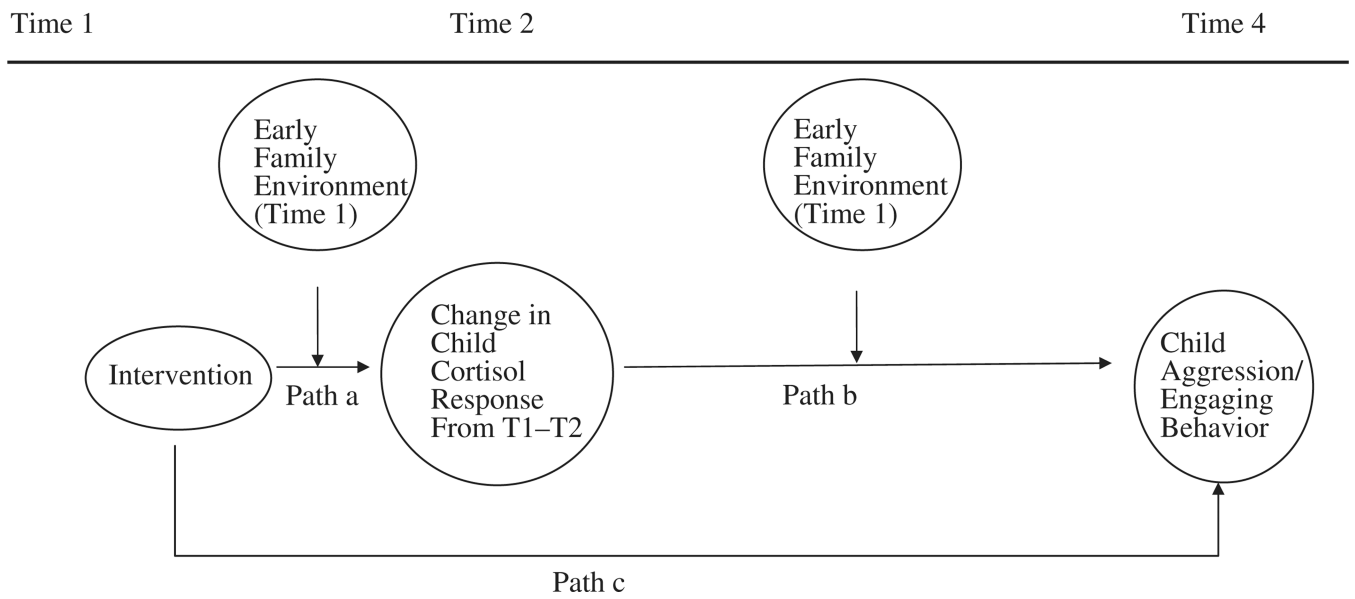 Time 1
Time 2
Time 4
Early
Family
Environment
(Time 1)
Early
Family
Environment
(Time 1)
Intervention
Path a
Change in
Child
Cortisol
Response
From T1–T2
Path b
Child
Aggression/
Engaging
Behavior
Path c